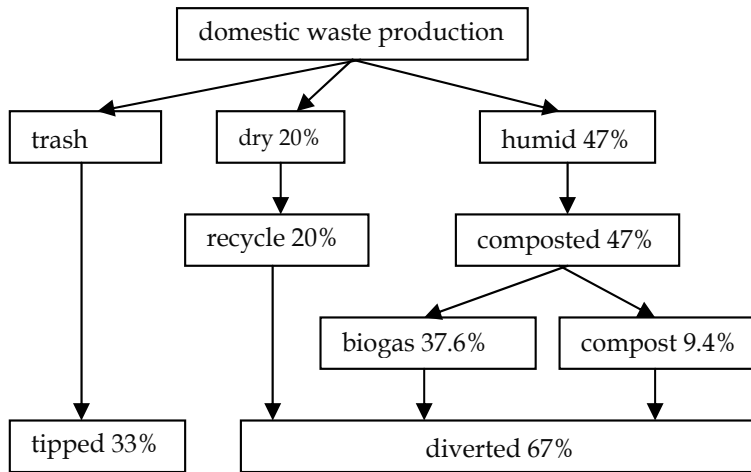 domestic waste production
trash
dry 20%
humid 47%
recycle 20%
composted 47%
biogas 37.6%
compost 9.4%
tipped 33%
diverted 67%